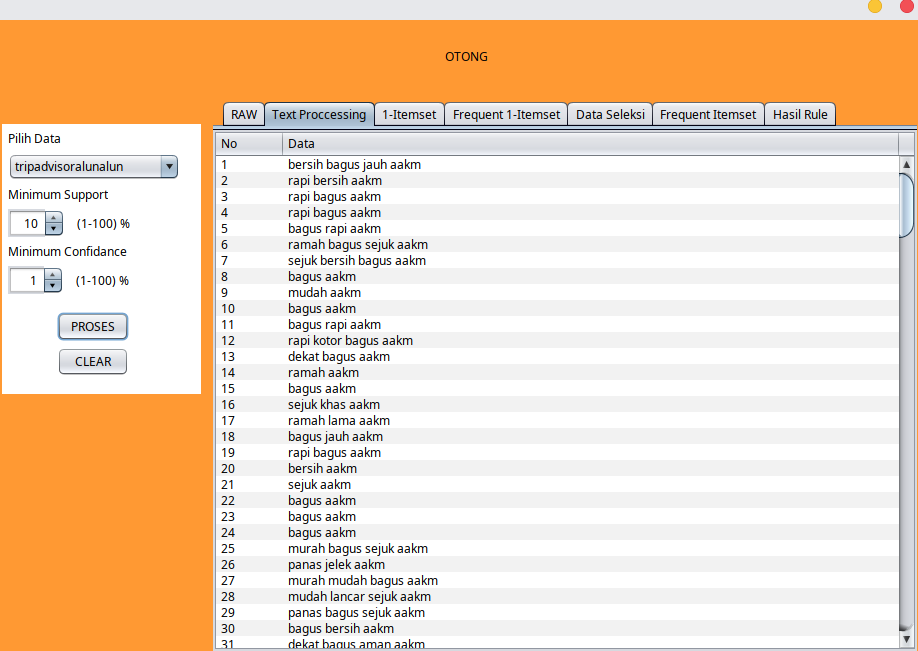 OTONG
Pilih Data
tripadvisoralunalun
Minimum Support
10 (1-100) %
Minimum Confidance
1 (1-100) %
PROSES
CLEAR
RAW Text Proccessing 1-Itemset Frequent 1-Itemset Data Seleksi Frequent Itemset Hasil Rule
No Data
1 bersih bagus jauh aakm
2 rapi bersih aakm
3 rapi bagus aakm
4 rapi bagus aakm
5 bagus rapi aakm
6 ramah bagus sejuk aakm
7 sejuk bersih bagus aakm
8 bagus aakm
9 mudah aakm
10 bagus aakm
11 bagus rapi aakm
12 rapi kotor bagus aakm
13 dekat bagus aakm
14 ramah aakm
15 bagus aakm
16 sejuk khas aakm
17 ramah lama aakm
18 bagus jauh aakm
19 rapi bagus aakm
20 bersih aakm
21 sejuk aakm
22 bagus aakm
23 bagus aakm
24 bagus aakm
25 murah bagus sejuk aakm
26 panas jelek aakm
27 murah mudah bagus aakm
28 mudah lancar sejuk aakm
29 panas bagus sejuk aakm
30 bagus bersih aakm
31 dekat bagus aman aakm